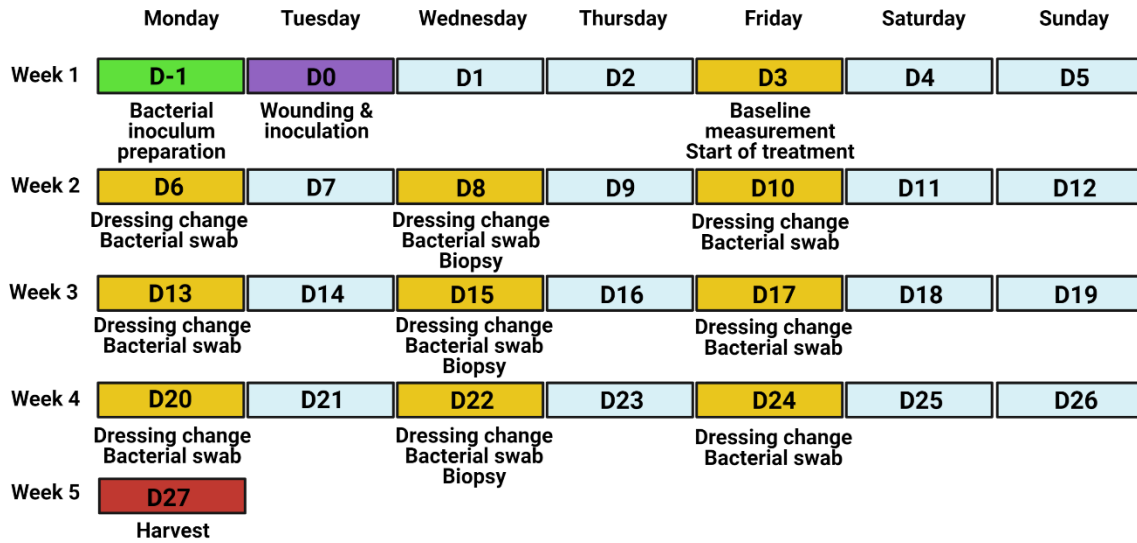 Monday Tuesday Wednesday Thursday Friday Saturday Sunday
Week 1 D-1 D0 D1 D2 D3 D4 D5
Bacterial Wounding & Baseline
inoculum inoculation measurement
preparation Start of treatment
Week 2 D6 D7 D8 D9 D10 D11 D12
Dressing change Dressing change Dressing change
Bacterial swab Bacterial swab Bacterial swab
Biopsy
Week 3 D13 D14 D15 D16 D17 D18 D19
Dressing change Dressing change Dressing change
Bacterial swab Bacterial swab Bacterial swab
Biopsy
Week 4 D20 D21 D22 D23 D24 D25 D26
Dressing change Dressing change Dressing change
Bacterial swab Bacterial swab Bacterial swab
Biopsy
Week 5 D27
Harvest